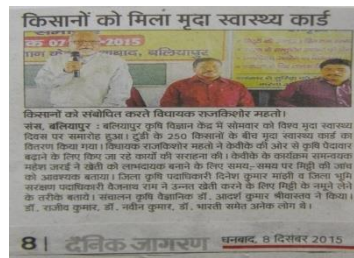 किसानों को मिला मृदा स्वास्थ्य कार्ड
क 07 2015
बलियापुर
किसानों को संबोधित करते विधायक राजकिशोर महतो।
संस, बलियापुर : बलियापुर कृषि विज्ञान केंद्र में सोमवार को विश्व मृदा स्वास्थ्य
दिवस पर समारोह हुआ। टुंडी के 250 किसानों के बीच मृदा स्वास्थ्य कार्ड का
वितरण किया गया। विधायक राजकिशोर महतो ने केवीके की ओर से कृषि पैदावार
बढ़ाने के लिए किए जा रहे कार्यों की सराहना की। केवीके के कार्यक्रम समन्वयक
महेश जरई ने खेती को लाभदायक बनाने के लिए समय- समय पर मिट्टी की जांच
को आवश्यक बताया। जिला कृषि पदाधिकारी दिनेश कुमार मांझी व जिला भूमि
संरक्षण पदाधिकारी वैजनाथ राम ने उन्नत खेती करने के लिए मिट्टी के नमूने लेने
के तरीके बताये। संचालन कृषि वैज्ञानिक डॉ. आदर्श कुमार श्रीवास्तव ने किया।
डॉ. राजीव कुमार, डॉ. नवीन कुमार, डॉ. भारती समेत अनेक लोग थे।
8 दैनिक जागरण धनबाद, 8 दिसंबर 2015